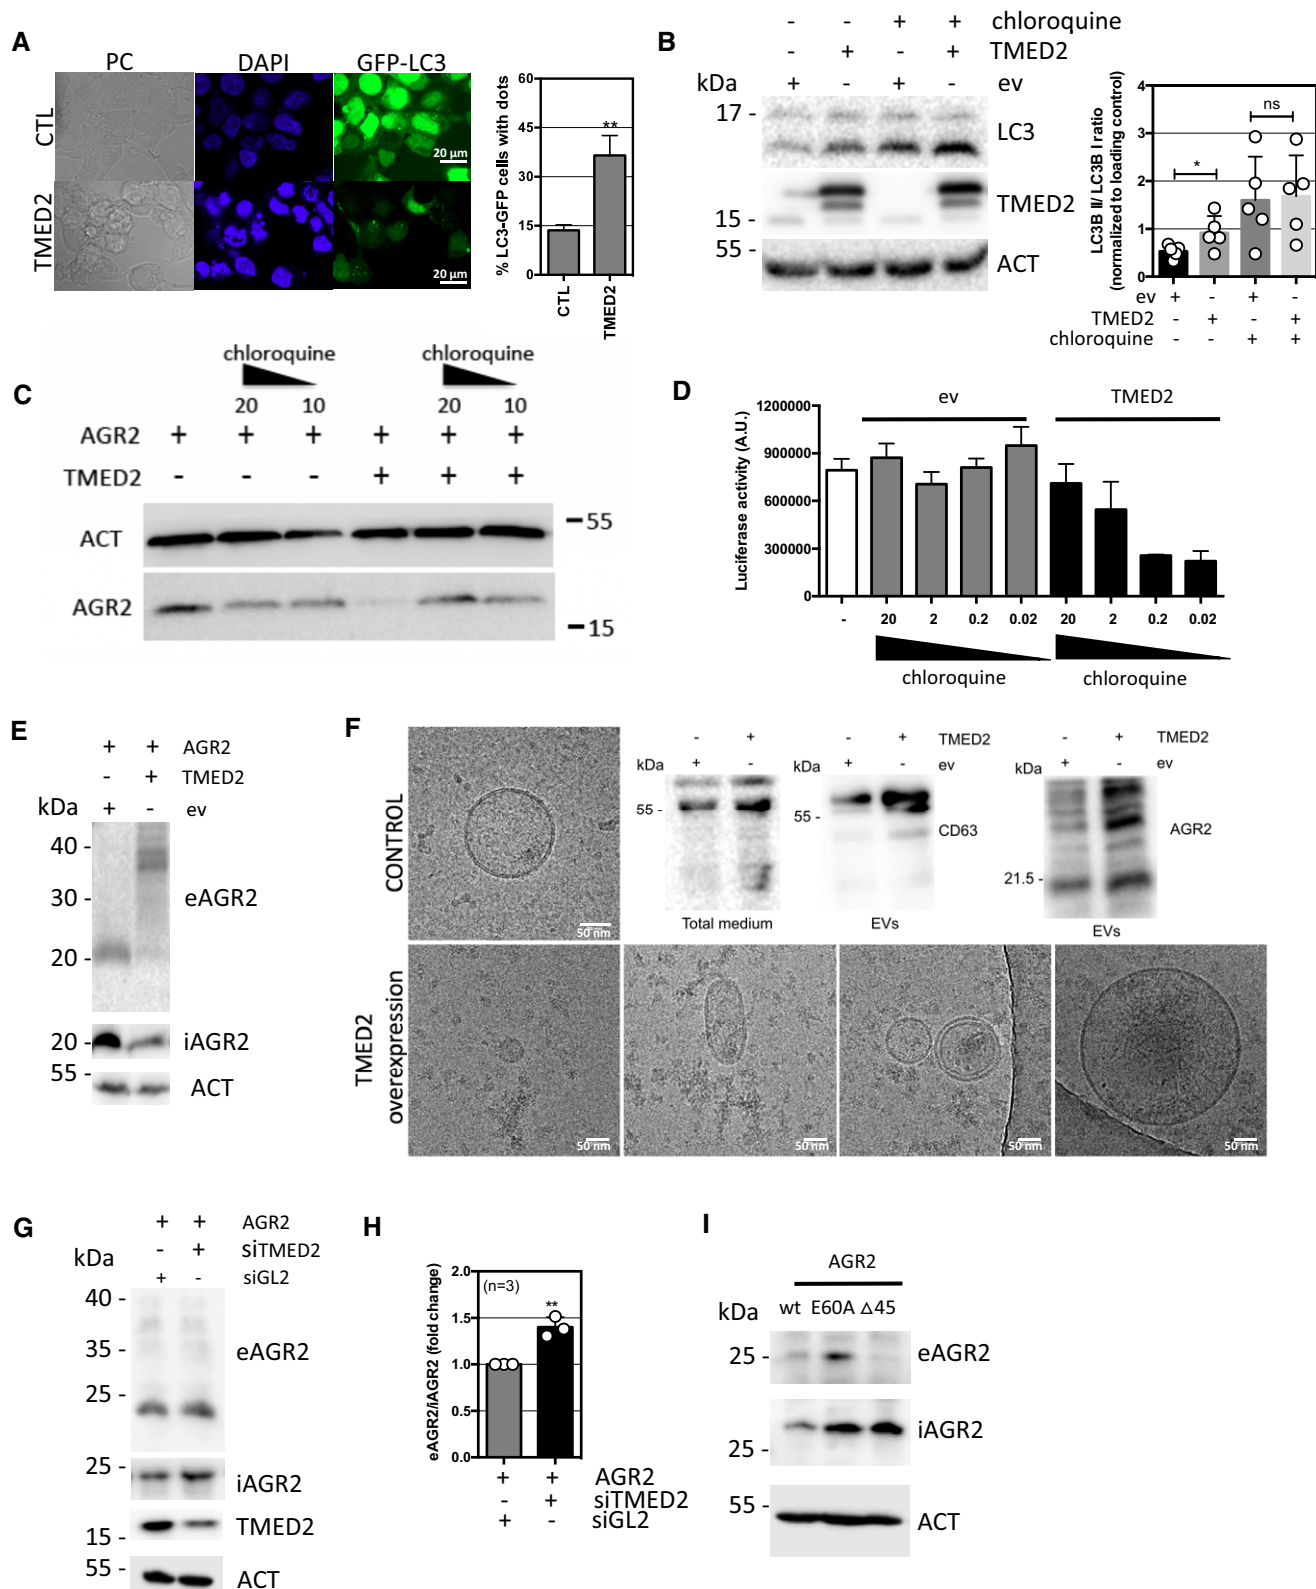 A
PC DAPI GFP-LC3
CTL
TMED2
20 µm
20 µm
% LC3-GFP cells with dots
60
45
30
15
0
**
CTL
TMED2
B
- - + + chloroquine
- + - + TMED2
kDa + - + - ev
17 - LC3
TMED2
15 -
55 - ACT
LC3B II/ LC3B I ratio
(normalized to loading control)
4
3
2
1
0
*
ns
ev + - + -
TMED2 - + - +
chloroquine - - + +
C
chloroquine chloroquine
20 10 20 10
AGR2 + + + + + +
TMED2 - - - + + +
ACT
55
AGR2
15
D
ev TMED2
Luciferase activity (A.U.)
1200000
900000
600000
300000
0
- 20 2 0.2 0.02 20 2 0.2 0.02
chloroquine chloroquine
E
+ + AGR2
- + TMED2
kDa + - ev
40 -
30 - eAGR2
20 -
20 - iAGR2
55 -
ACT
F
CONTROL
50 nm
- + TMED2
kDa + - ev
55 -
Total medium
kDa
55 -
CD63
EVs
- + TMED2
kDa + - ev
AGR2
21.5 -
EVs
TMED2
overexpression
50 nm
50 nm
50 nm
50 nm
G
+ + AGR2
kDa - + siTMED2
+ - siGL2
40 -
35 - eAGR2
25 -
25 -
iAGR2
TMED2
15 -
55 -
ACT
H
eAGR2/iAGR2 (fold change)
2.0
1.5
1.0
0.5
0.0
(n=3)
**
+ + AGR2
- + siTMED2
+ - siGL2
I
AGR2
kDa wt E60A Δ45
25 - eAGR2
iAGR2
25 -
55 -
ACT